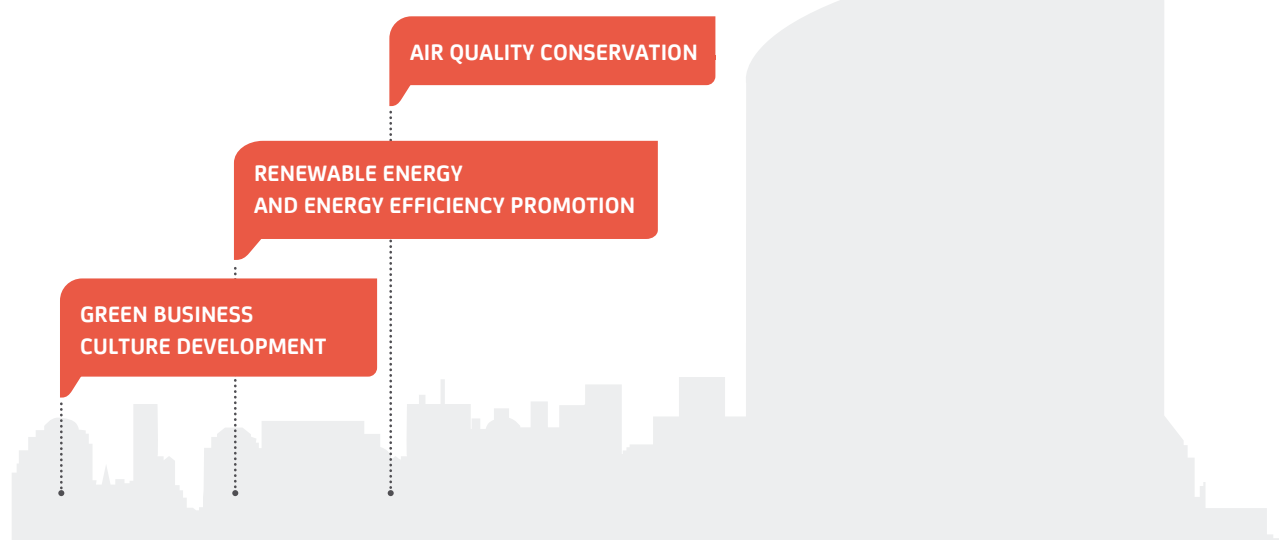 AIR QUALITY CONSERVATION
RENEWABLE ENERGY
AND ENERGY EFFICIENCY PROMOTION
GREEN BUSINESS
CULTURE DEVELOPMENT